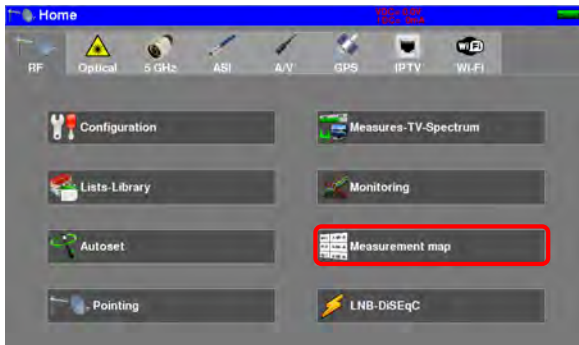 Home
RF Optical 5 GHz ASI A/V GPS IPTV WI-FI
Configuration Measures-TV-Spectrum
Lists-Library Monitoring
Autoset Measurement map
Pointing LNB-DiSEqC